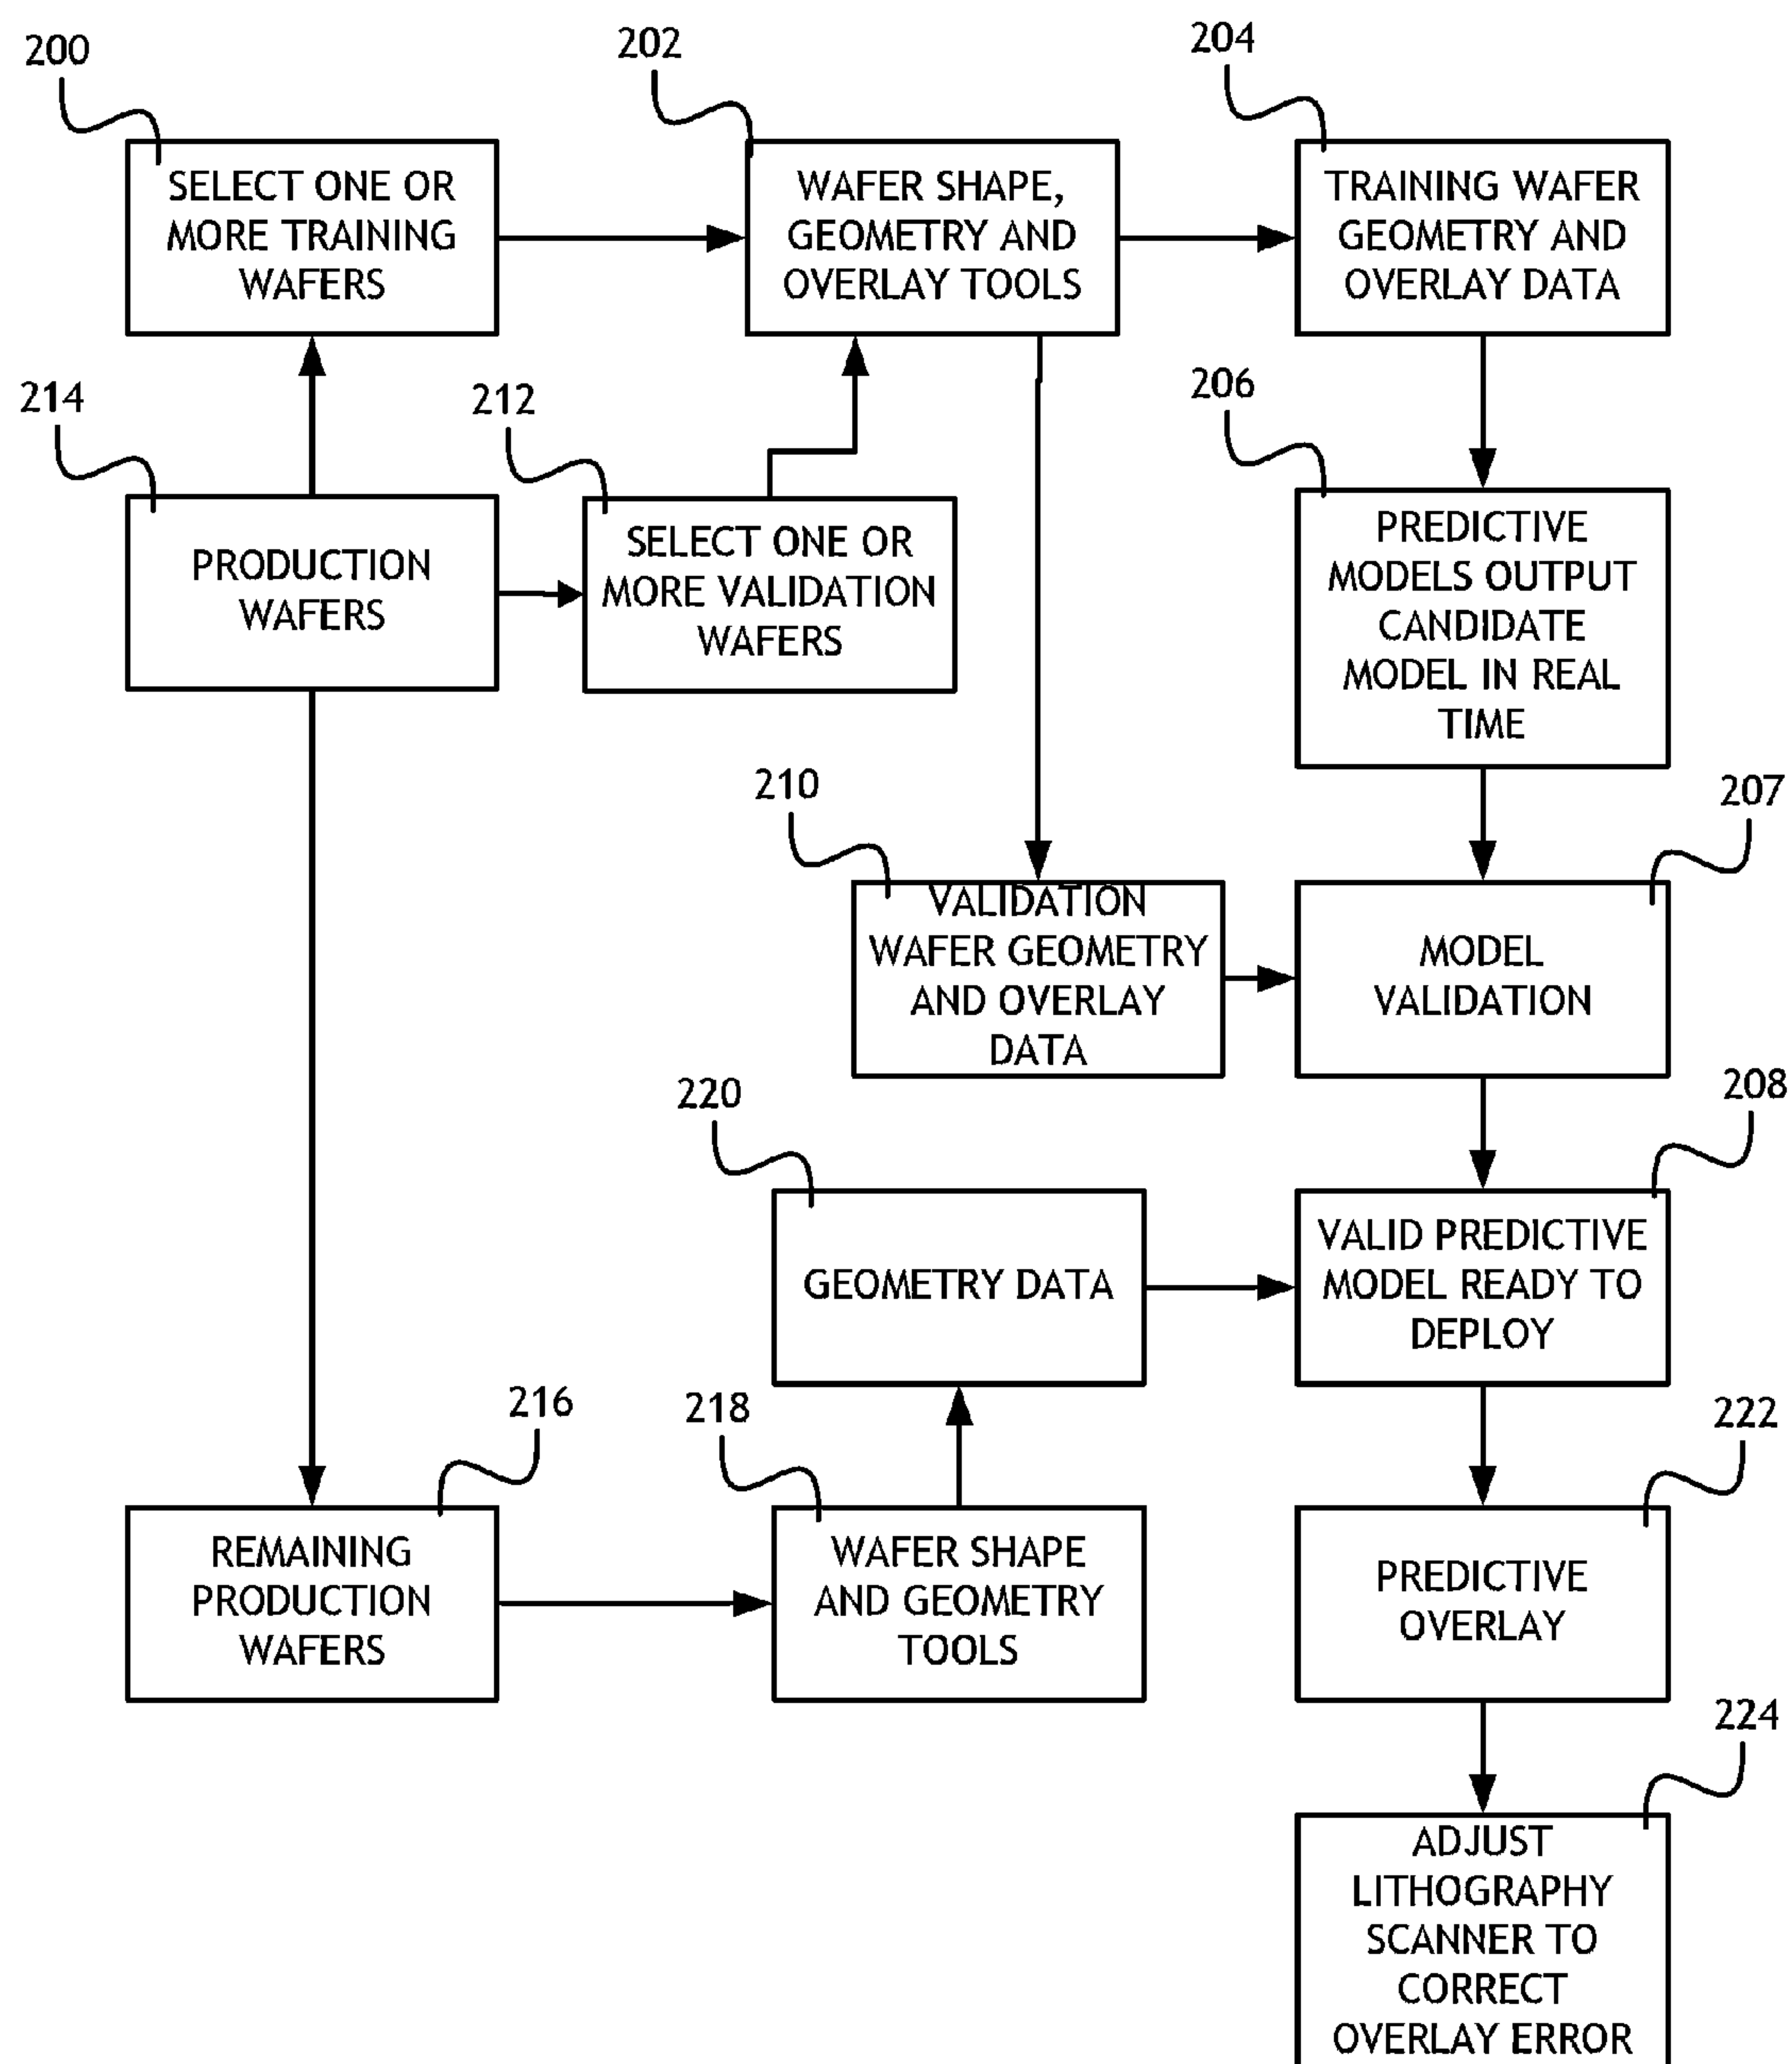 200
202
204
SELECT ONE OR
MORE TRAINING
WAFERS
WAFER SHAPE,
GEOMETRY AND
OVERLAY TOOLS
TRAINING WAFER
GEOMETRY AND
OVERLAY DATA
214
212
206
PRODUCTION
WAFERS
SELECT ONE OR
MORE VALIDATION
WAFERS
PREDICTIVE
MODELS OUTPUT
CANDIDATE
MODEL IN REAL
TIME
210
207
VALIDATION
WAFER GEOMETRY
AND OVERLAY
DATA
MODEL
VALIDATION
220
208
GEOMETRY DATA
VALID PREDICTIVE
MODEL READY TO
DEPLOY
216
218
222
REMAINING
PRODUCTION
WAFERS
WAFER SHAPE
AND GEOMETRY
TOOLS
PREDICTIVE
OVERLAY
224
ADJUST
LITHOGRAPHY
SCANNER TO
CORRECT
OVERLAY ERROR